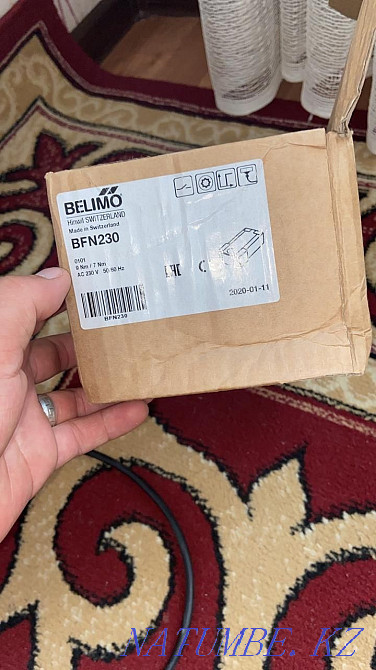 BELIMO
Hinwil SWITZERLAND
Made in Switzerland
BFN230
0101
9 Nm / 7 Nm
AC 230 V 50/60 Hz
EAC
2020-01-11
BFN230
NATUMBE.KZ